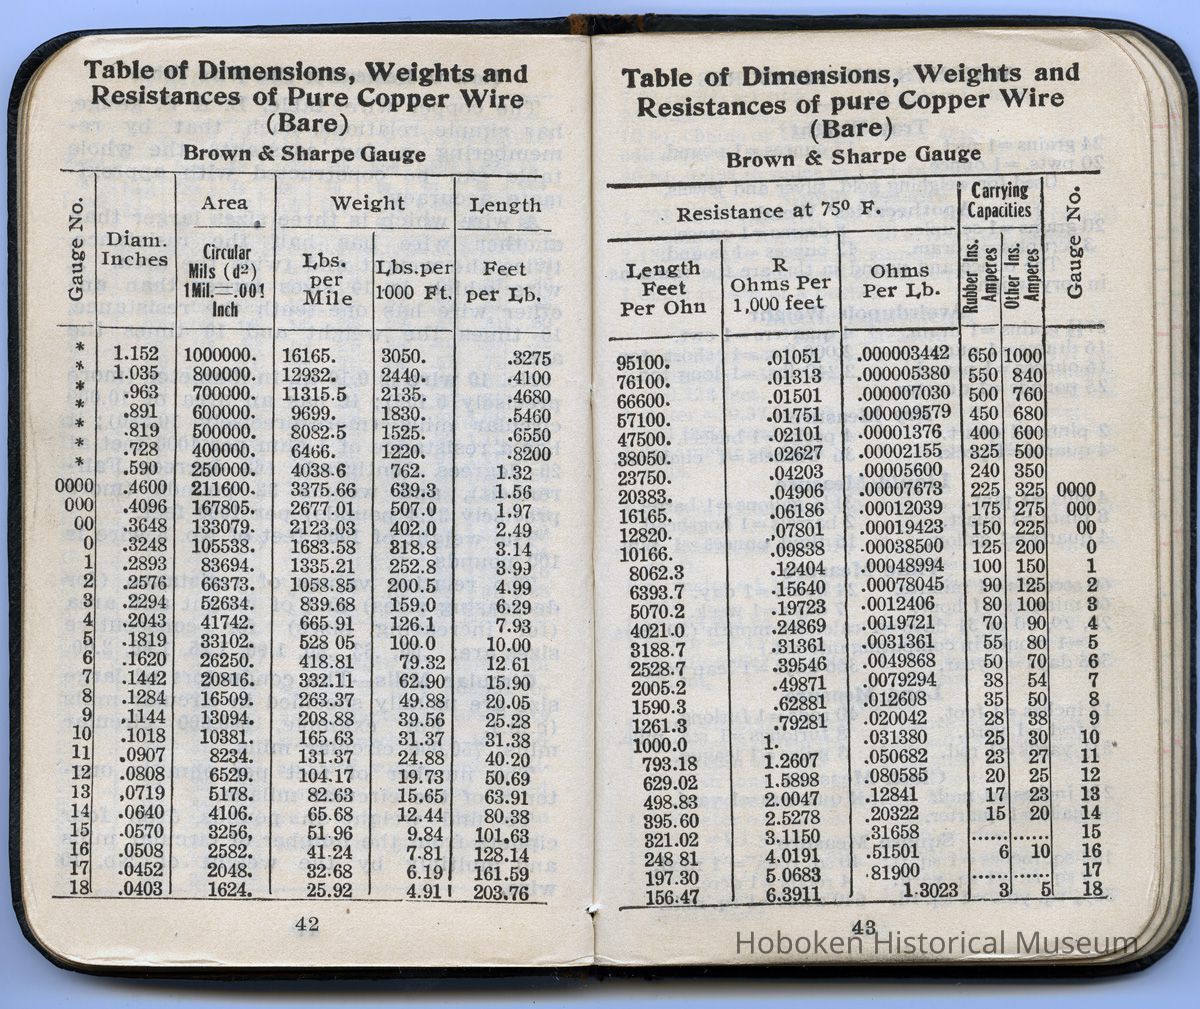 Table of Dimensions, Weights and
Resistances of Pure Copper Wire
(Bare)
Brown & Sharpe Gauge
Gauge No. Diam. Inches Area Circular Mils (d²) 1 Mil.=.001 Inch Weight Lbs. per Mile Lbs.per 1000 Ft. Length Feet per Lb.
* 1.152 1000000. 16165. 3050. .3275
* 1.035 800000. 12932. 2440. .4100
* .963 700000. 11315.5 2135. .4680
* .891 600000. 9699. 1830. .5460
* .819 500000. 8082.5 1525. .6550
* .728 400000. 6466. 1220. .8200
* .590 250000. 4038.6 762. 1.32
0000 .4600 211600. 3375.66 639.3 1.56
000 .4096 167805. 2677.01 507.0 1.97
00 .3648 133079. 2123.03 402.0 2.49
0 .3248 105538. 1683.58 318.8 3.14
1 .2893 83694. 1335.21 252.8 3.99
2 .2576 66373. 1058.85 200.5 4.99
3 .2294 52634. 839.68 159.0 6.29
4 .2043 41742. 665.91 126.1 7.93
5 .1819 33102. 528 05 100.0 10.00
6 .1620 26250. 418.81 79.32 12.61
7 .1442 20816. 332.11 62.90 15.90
8 .1284 16509. 263.37 49.88 20.05
9 .1144 13094. 208.88 39.56 25.28
10 .1018 10381. 165.63 31.37 31.38
11 .0907 8234. 131.37 24.88 40.20
12 .0808 6529. 104.17 19.73 50.69
13 ,0719 5178. 82.63 15.65 63.91
14 .0640 4106. 65.68 12.44 80.38
15 .0570 3256, 51.96 9.84 101.63
16 .0508 2582. 41.24 7.81 128.14
17 .0452 2048. 32.68 6.19 161.59
18 .0403 1624. 25.92 4.91 203.76
42
Table of Dimensions, Weights and
Resistances of pure Copper Wire
(Bare)
Brown & Sharpe Gauge
Resistance at 75º F. Length Feet Per Ohn R Ohms Per 1,000 feet Ohms Per Lb. Carrying Capacities Rubber Ins. Amperes Other Ins. Amperes Gauge No.
95100. .01051 .000003442 650 1000
76100. .01313 .000005380 550 840
66600. .01501 .000007030 500 760
57100. .01751 .000009579 450 680
47500. .02101 .00001376 400 600
38050. .02627 .00002155 325 500
23750. .04203 .00005600 240 350
20383. .04906 .00007673 225 325 0000
16165. .06186 .00012039 175 275 000
12820. ,07801 .00019423 150 225 00
10166. .09838 .00038500 125 200 0
8062.3 .12404 .00048994 100 150 1
6393.7 .15640 .00078045 90 125 2
5070.2 .19723 .0012406 80 100 3
4021.0 .24869 .0019721 70 90 4
3188.7 .31361 .0031361 55 80 5
2528.7 .39546 .0049868 50 70 6
2005.2 .49871 .0079294 38 54 7
1590.3 .62881 .012608 35 50 8
1261.3 .79281 .020042 28 38 9
1000.0 1. .031380 25 30 10
793.18 1.2607 .050682 23 27 11
629.02 1.5898 .080585 20 25 12
498.83 2.0047 .12841 17 23 13
395.60 2.5278 .20322 15 20 14
321.02 3.1150 .31658 ...... ...... 15
248 81 4.0191 .51501 6 10 16
197.30 5.0683 .81900 ...... ...... 17
156.47 6.3911 1.3023 3 5 18
43
Hoboken Historical Museum